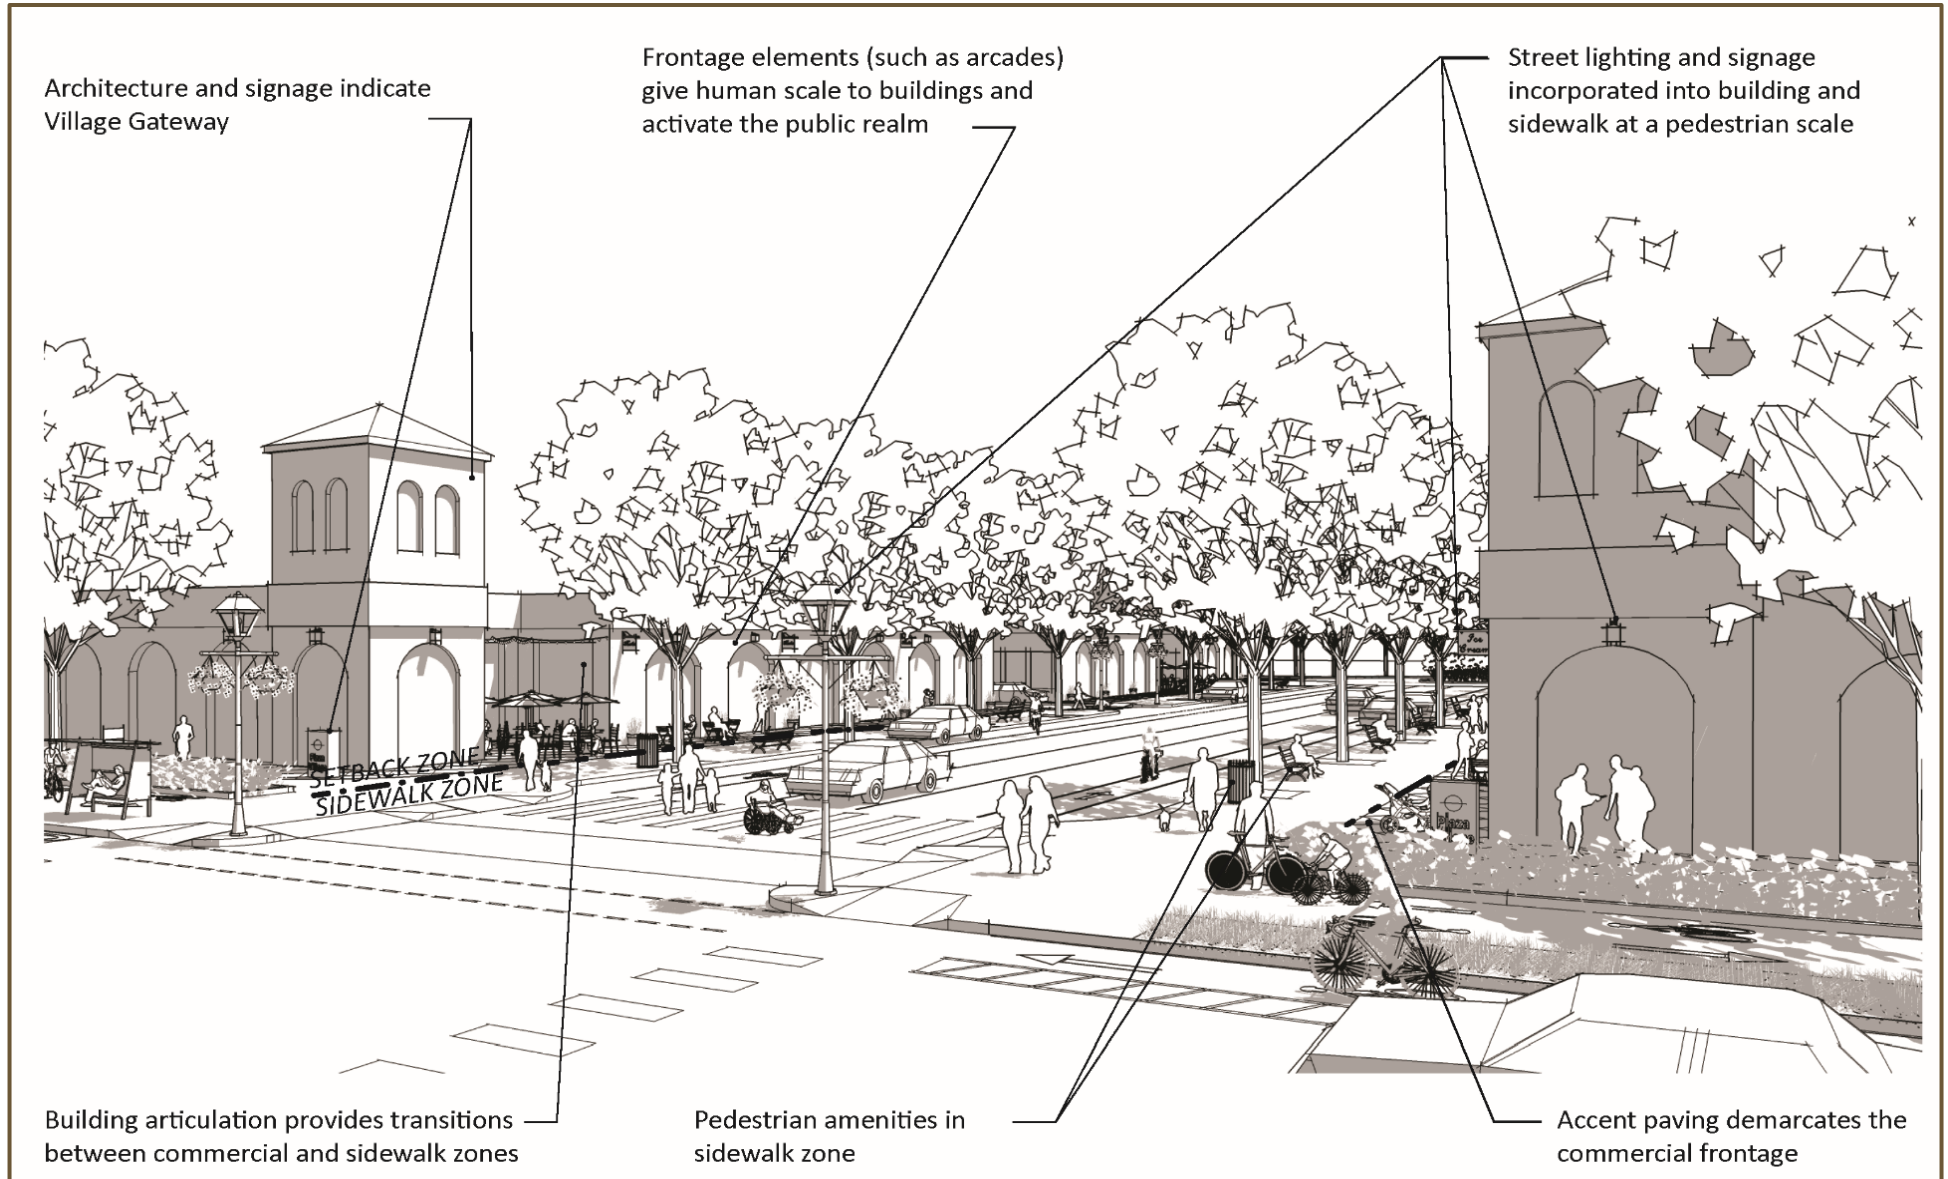 Architecture and signage indicate
Village Gateway
Frontage elements (such as arcades)
give human scale to buildings and
activate the public realm
Street lighting and signage
incorporated into building and
sidewalk at a pedestrian scale
Ice
Cream
SETBACK ZONE
SIDEWALK ZONE
Plaza
Building articulation provides transitions
between commercial and sidewalk zones
Pedestrian amenities in
sidewalk zone
Accent paving demarcates the
commercial frontage